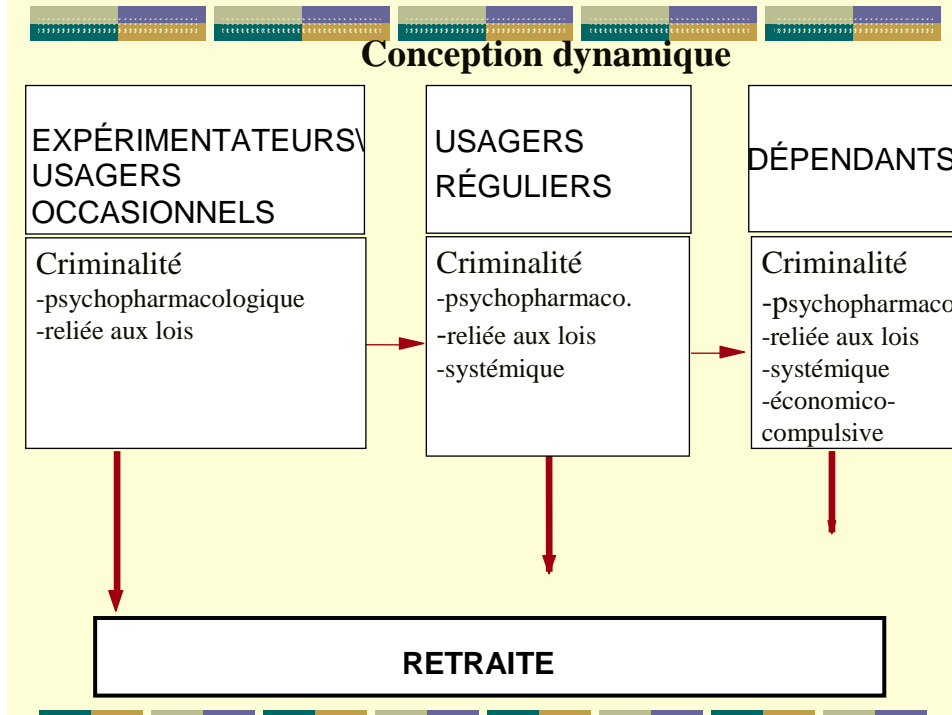 Conception dynamique
EXPÉRIMENTATEURS\
USAGERS
OCCASIONNELS
Criminalité
-psychopharmacologique
-reliée aux lois
USAGERS
RÉGULIERS
Criminalité
-psychopharmaco.
-reliée aux lois
-systémique
DÉPENDANTS
Criminalité
-psychopharmaco
-reliée aux lois
-systémique
-économico-
compulsive
RETRAITE